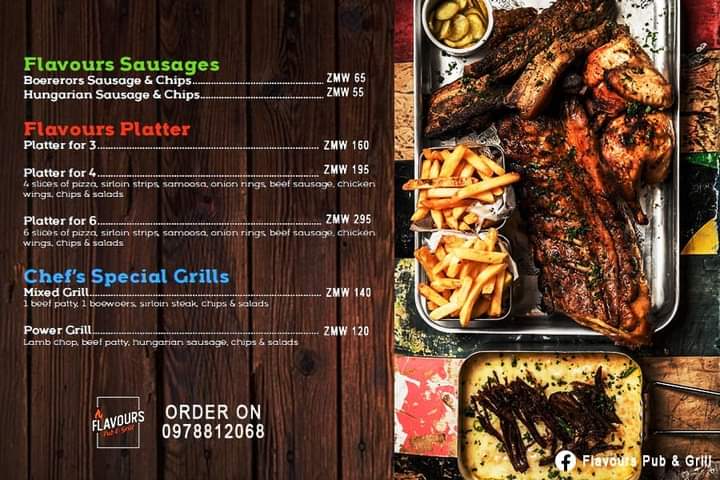 Flavours Sausages
Boererors Sausage & Chips........ZMW 65
Hungarian Sausage & Chips........ZMW 55
Flavours Platter
Platter for 3........ZMW 160
Platter for 4........ZMW 195
4 slices of pizza, sirloin strips, samoosa, onion rings, beef sausage, chicken
wings, chips & salads
Platter for 6........ZMW 295
6 slices of pizza, sirloin strips, samoosa, onion rings, beef sausage, chicken
wings, chips & salads
Chef's Special Grills
Mixed Grill........ZMW 140
1 beef patty, 1 boewoers, sirloin steak, chips & salads
Power Grill........ZMW 120
Lamb chop, beef patty, hungarian sausage, chips & salads
FLAVOURS
Pub & Grill
ORDER ON
0978812068
Flavours Pub & Grill